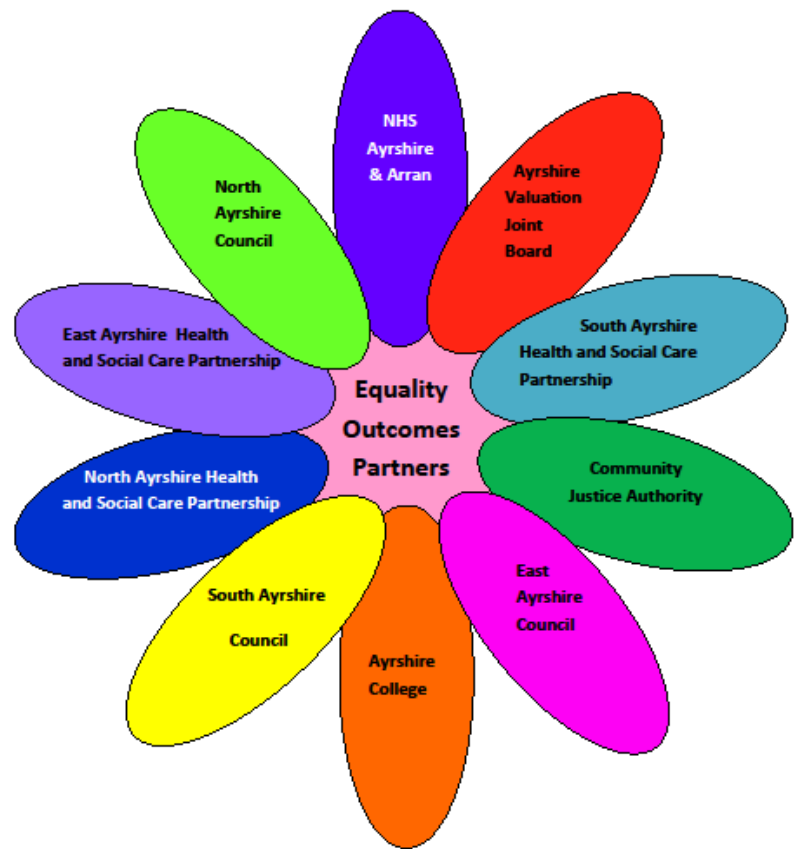 NHS
Ayrshire
& Arran
Ayrshire
Valuation
Joint
Board
South Ayrshire
Health and Social Care
Partnership
Community
Justice Authority
East
Ayrshire
Council
Ayrshire
College
South Ayrshire
Council
North Ayrshire Health
and Social Care Partnership
East Ayrshire Health
and Social Care Partnership
North
Ayrshire
Council
Equality
Outcomes
Partners